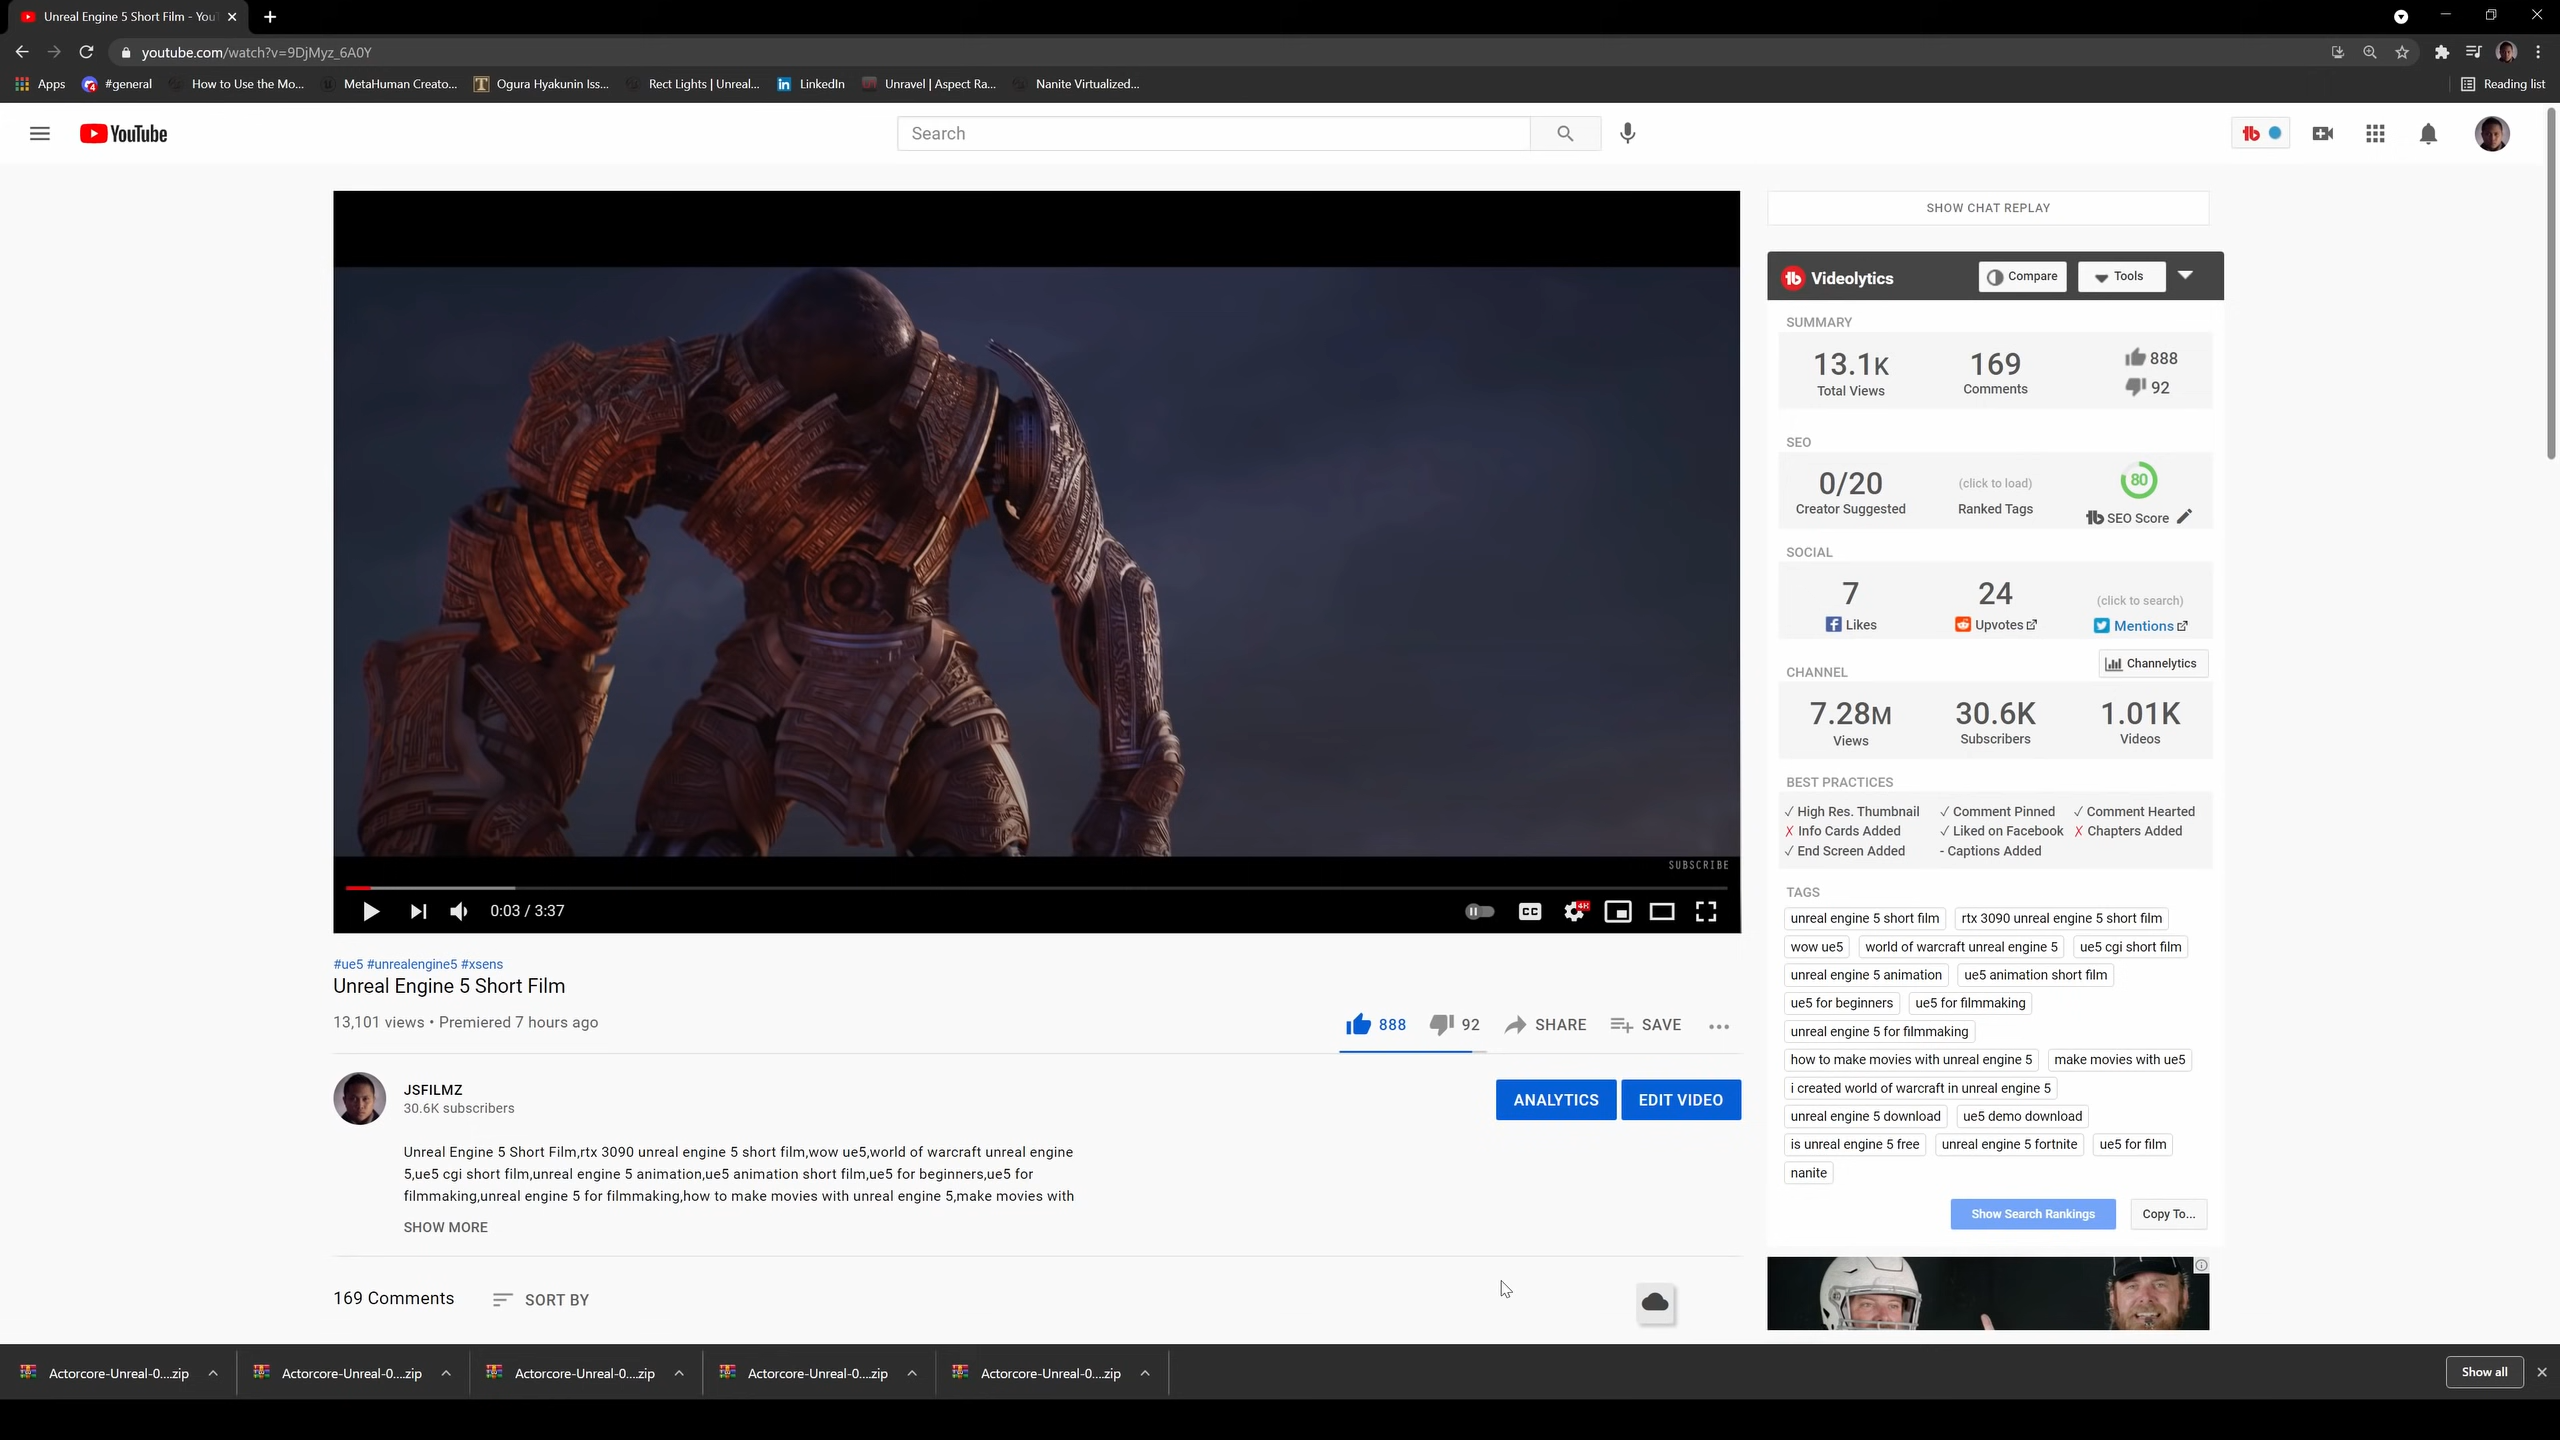 Unreal Engine 5 Short Film - You
youtube.com/watch?v=9DjMyz_6A0Y
Apps #general How to Use the Mo... MetaHuman Creato... Ogura Hyakunin Iss... Rect Lights | Unreal... LinkedIn Unravel | Aspect Ra... Nanite Virtualized... Reading list
YouTube Search
SHOW CHAT REPLAY
Videolytics Compare Tools
SUMMARY
13.1K 169 888
Total Views Comments 92
SEO
0/20 (click to load) 80
Creator Suggested Ranked Tags SEO Score
SOCIAL
7 24 (click to search)
Likes Upvotes Mentions
CHANNEL Channelytics
7.28M 30.6K 1.01K
Views Subscribers Videos
BEST PRACTICES
✓ High Res. Thumbnail ✓ Comment Pinned ✓ Comment Hearted
✗ Info Cards Added ✓ Liked on Facebook ✗ Chapters Added
✓ End Screen Added - Captions Added
TAGS
unreal engine 5 short film rtx 3090 unreal engine 5 short film
wow ue5 world of warcraft unreal engine 5 ue5 cgi short film
unreal engine 5 animation ue5 animation short film
ue5 for beginners ue5 for filmmaking
unreal engine 5 for filmmaking
how to make movies with unreal engine 5 make movies with ue5
i created world of warcraft in unreal engine 5
unreal engine 5 download ue5 demo download
is unreal engine 5 free unreal engine 5 fortnite ue5 for film
nanite
Show Search Rankings Copy To...
SUBSCRIBE
0:03 / 3:37 CC 4K
#ue5 #unrealengine5 #xsens
Unreal Engine 5 Short Film
13,101 views • Premiered 7 hours ago 888 92 SHARE SAVE
JSFILMZ
30.6K subscribers
ANALYTICS EDIT VIDEO
Unreal Engine 5 Short Film,rtx 3090 unreal engine 5 short film,wow ue5,world of warcraft unreal engine
5,ue5 cgi short film,unreal engine 5 animation,ue5 animation short film,ue5 for beginners,ue5 for
filmmaking,unreal engine 5 for filmmaking,how to make movies with unreal engine 5,make movies with
SHOW MORE
169 Comments SORT BY
Actorcore-Unreal-0....zip Actorcore-Unreal-0....zip Actorcore-Unreal-0....zip Actorcore-Unreal-0....zip Actorcore-Unreal-0....zip Show all